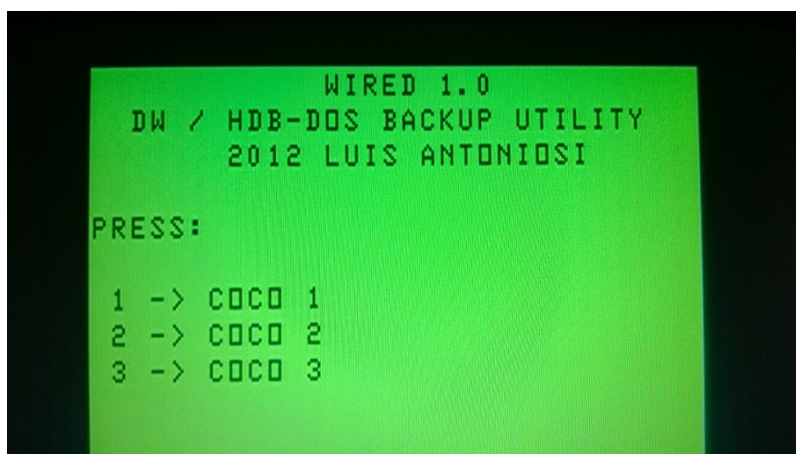 WIRED 1.0
DW / HDB-DOS BACKUP UTILITY
2012 LUIS ANTONIOSI
PRESS:
1 -> COCO 1
2 -> COCO 2
3 -> COCO 3